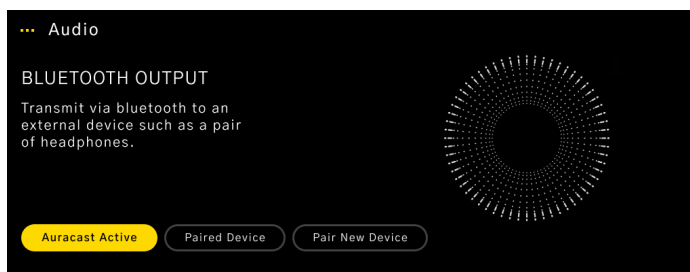 Audio
BLUETOOTH OUTPUT
Transmit via bluetooth to an
external device such as a pair
of headphones.
Auracast Active
Paired Device
Pair New Device